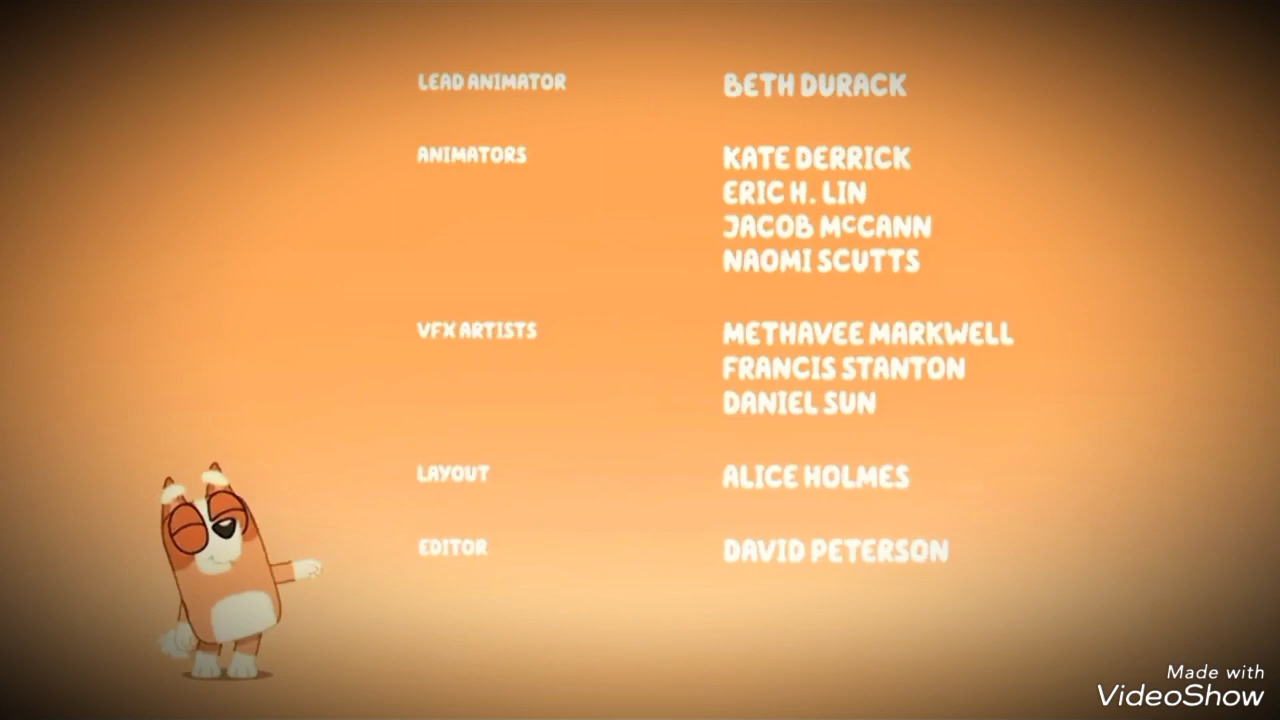 LEAD ANIMATOR BETH DURACK
ANIMATORS KATE DERRICK
ERIC H. LIN
JACOB McCANN
NAOMI SCUTTS
VFX ARTISTS METHAVEE MARKWELL
FRANCIS STANTON
DANIEL SUN
LAYOUT ALICE HOLMES
EDITOR DAVID PETERSON
Made with
VideoShow